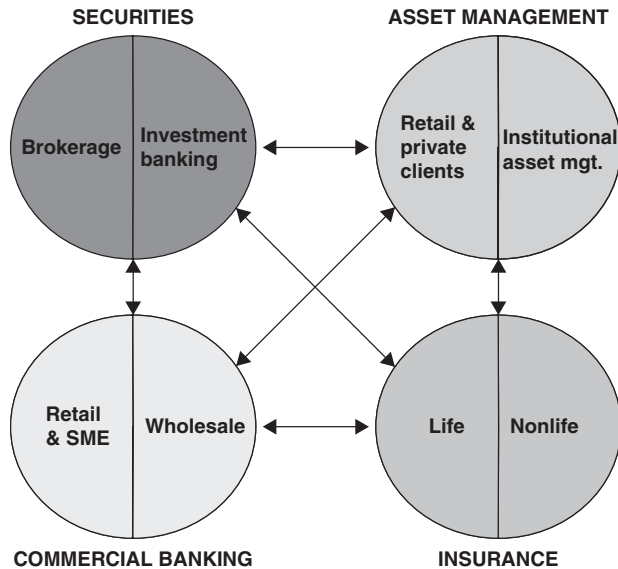 SECURITIES
ASSET MANAGEMENT
Brokerage
Investment
banking
Retail &
private
clients
Institutional
asset mgt.
Retail
& SME
Wholesale
Life
Nonlife
COMMERCIAL BANKING
INSURANCE